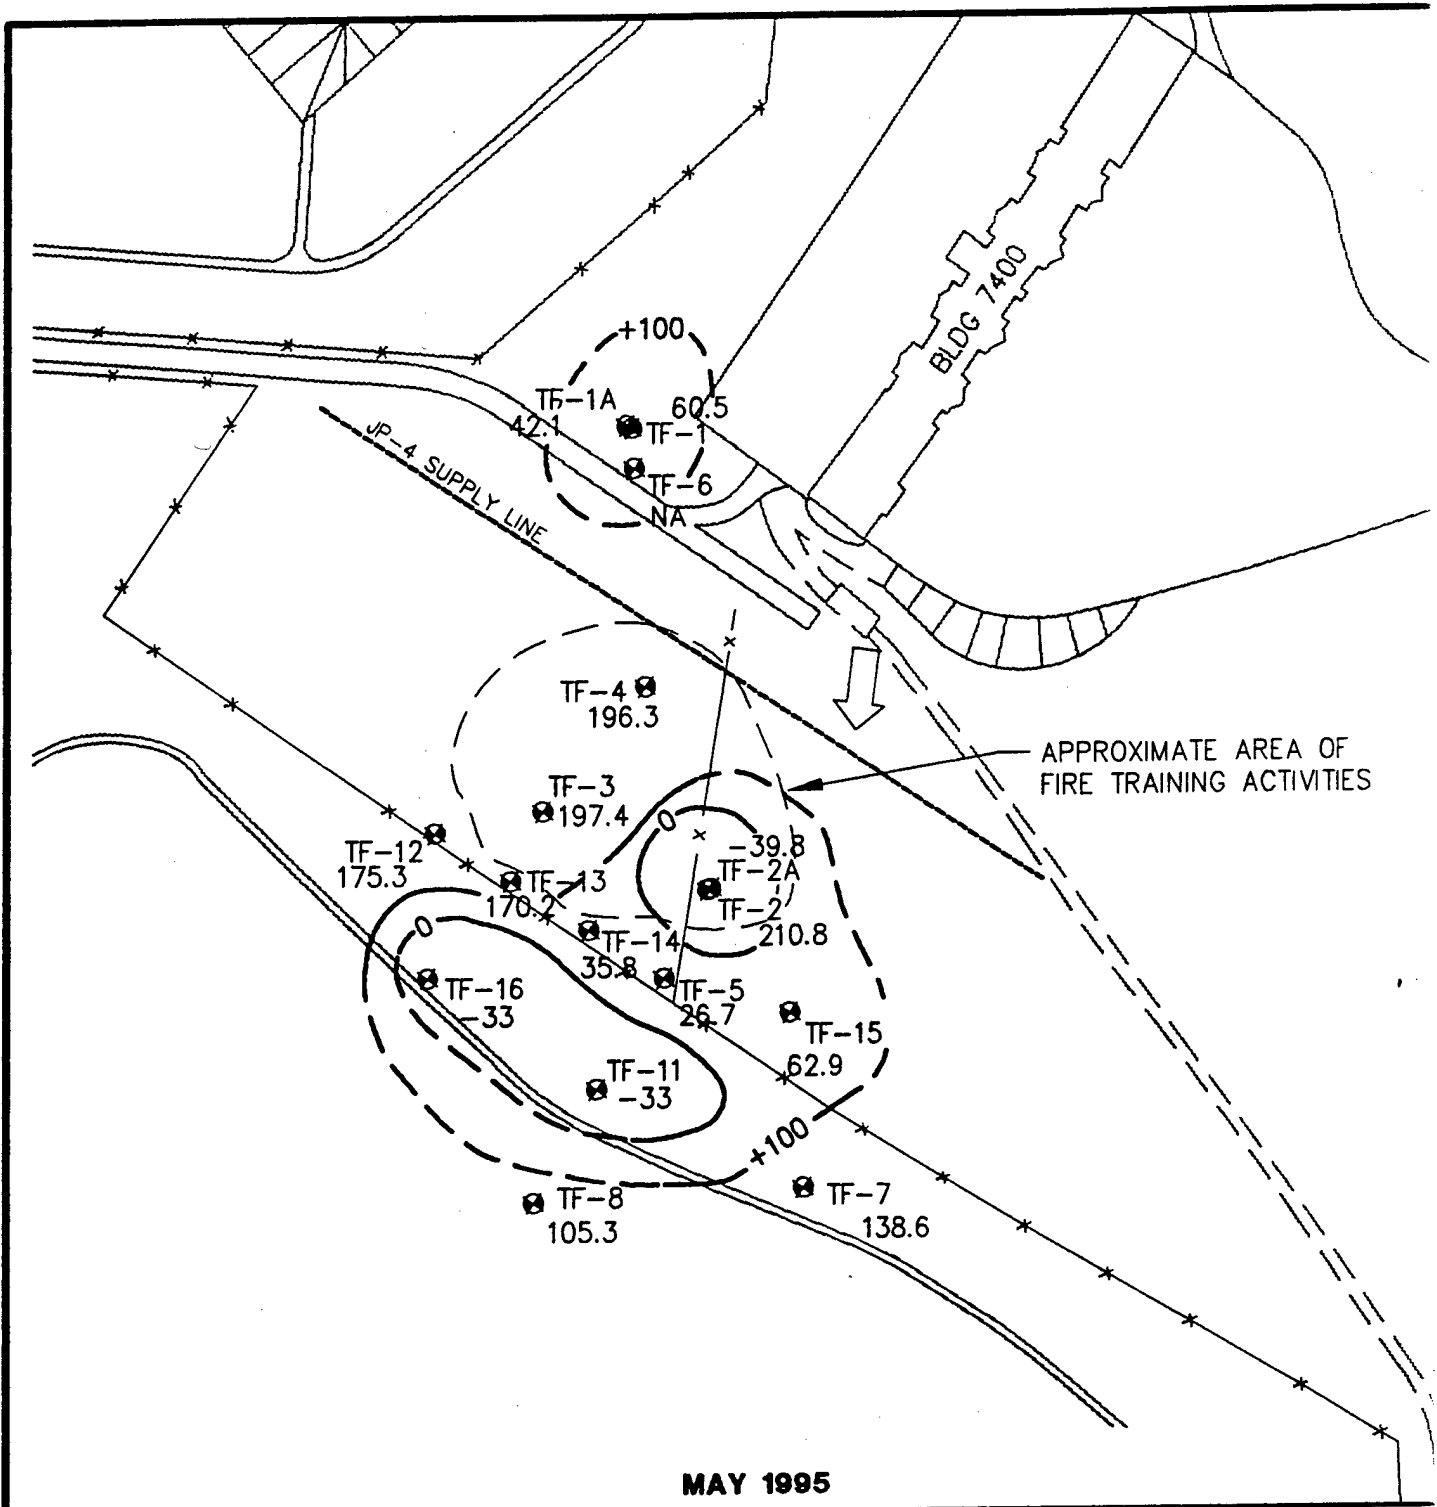 +100
BLDG 7400
TF-1A
60.5
42.1
TF-1
JP-4 SUPPLY LINE
TF-6
NA
TF-4
196.3
APPROXIMATE AREA OF
FIRE TRAINING ACTIVITIES
TF-3
197.4
0
-39.8
TF-12
175.3
TF-2A
TF-13
170.2
TF-2
210.8
0
TF-14
35.8
TF-16
-33
TF-5
26.7
TF-15
62.9
TF-11
-33
+100
TF-8
105.3
TF-7
138.6
MAY 1995